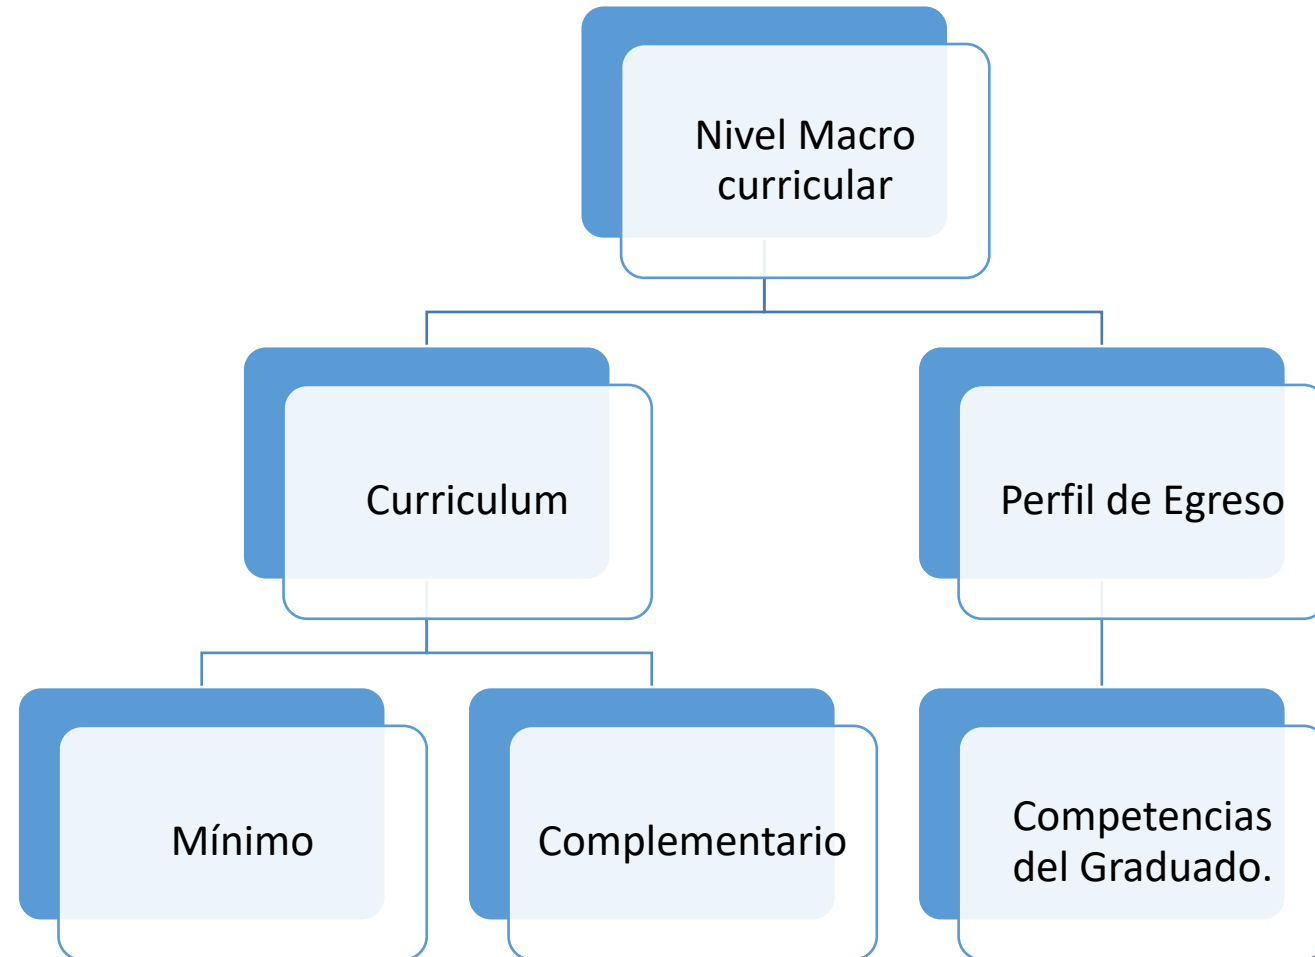 Nivel Macro
curricular
Curriculum
Perfil de Egreso
Mínimo
Complementario
Competencias
del Graduado.